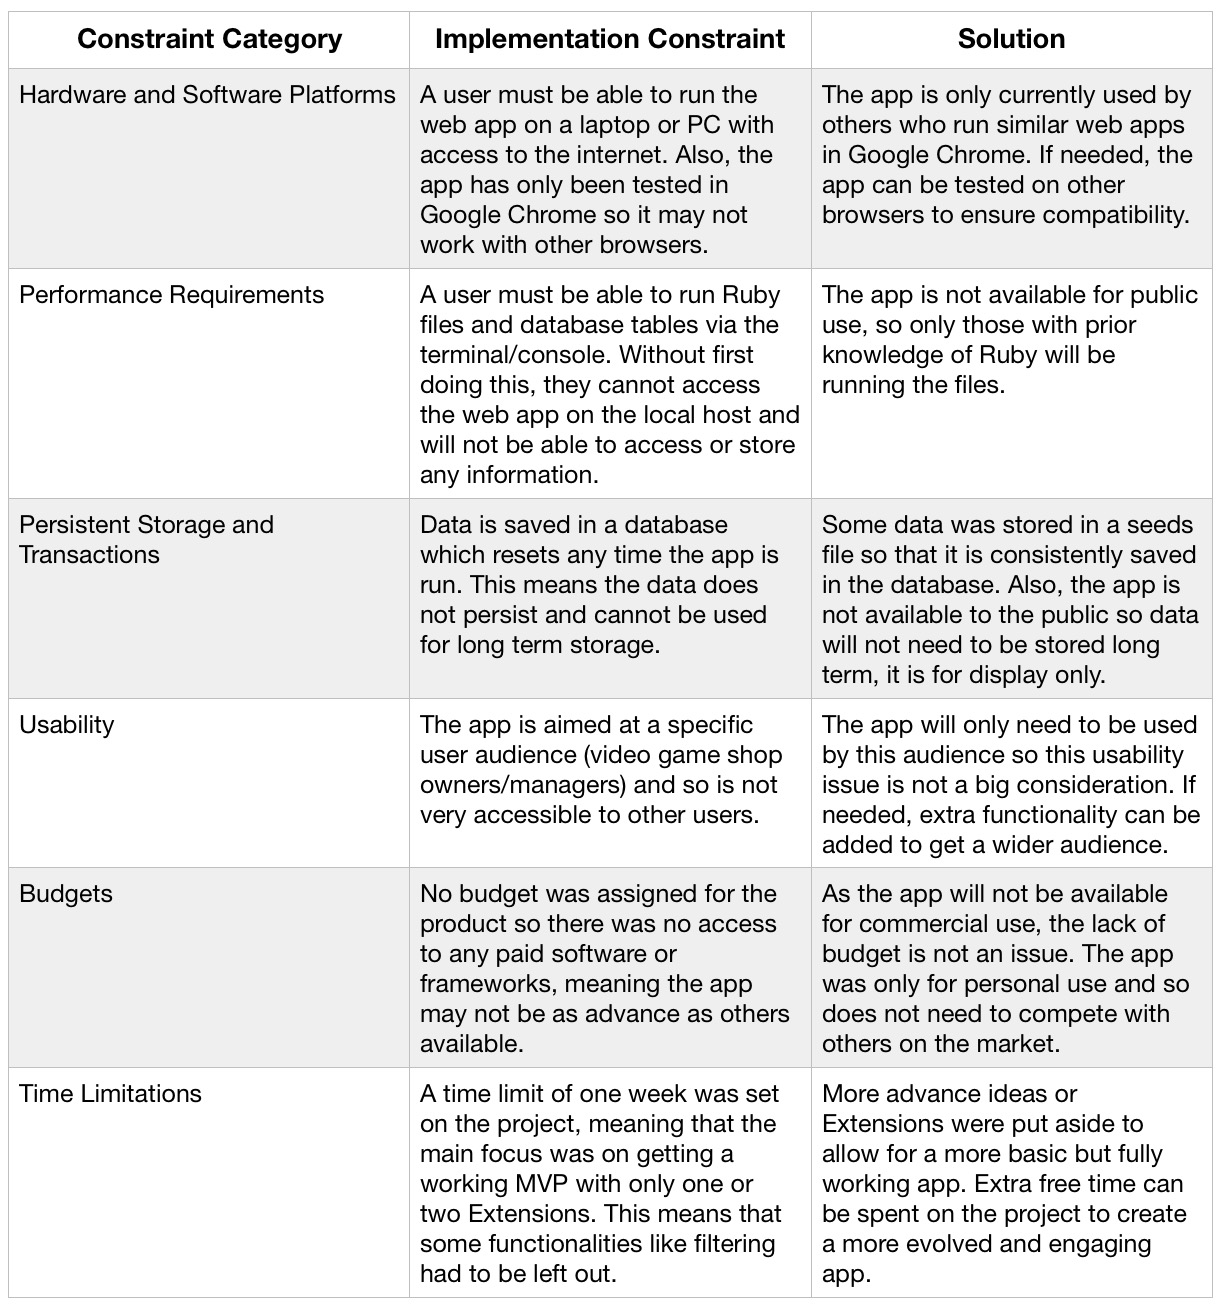 Constraint Category
Implementation Constraint
Solution
Hardware and Software Platforms
A user must be able to run the
web app on a laptop or PC with
access to the internet. Also, the
app has only been tested in
Google Chrome so it may not
work with other browsers.
The app is only currently used by
others who run similar web apps
in Google Chrome. If needed, the
app can be tested on other
browsers to ensure compatibility.
Performance Requirements
A user must be able to run Ruby
files and database tables via the
terminal/console. Without first
doing this, they cannot access
the web app on the local host and
will not be able to access or store
any information.
The app is not available for public
use, so only those with prior
knowledge of Ruby will be
running the files.
Persistent Storage and
Transactions
Data is saved in a database
which resets any time the app is
run. This means the data does
not persist and cannot be used
for long term storage.
Some data was stored in a seeds
file so that it is consistently saved
in the database. Also, the app is
not available to the public so data
will not need to be stored long
term, it is for display only.
Usability
The app is aimed at a specific
user audience (video game shop
owners/managers) and so is not
very accessible to other users.
The app will only need to be used
by this audience so this usability
issue is not a big consideration. If
needed, extra functionality can be
added to get a wider audience.
Budgets
No budget was assigned for the
product so there was no access
to any paid software or
frameworks, meaning the app
may not be as advance as others
available.
As the app will not be available
for commercial use, the lack of
budget is not an issue. The app
was only for personal use and so
does not need to compete with
others on the market.
Time Limitations
A time limit of one week was set
on the project, meaning that the
main focus was on getting a
working MVP with only one or
two Extensions. This means that
some functionalities like filtering
had to be left out.
More advance ideas or
Extensions were put aside to
allow for a more basic but fully
working app. Extra free time can
be spent on the project to create
a more evolved and engaging
app.